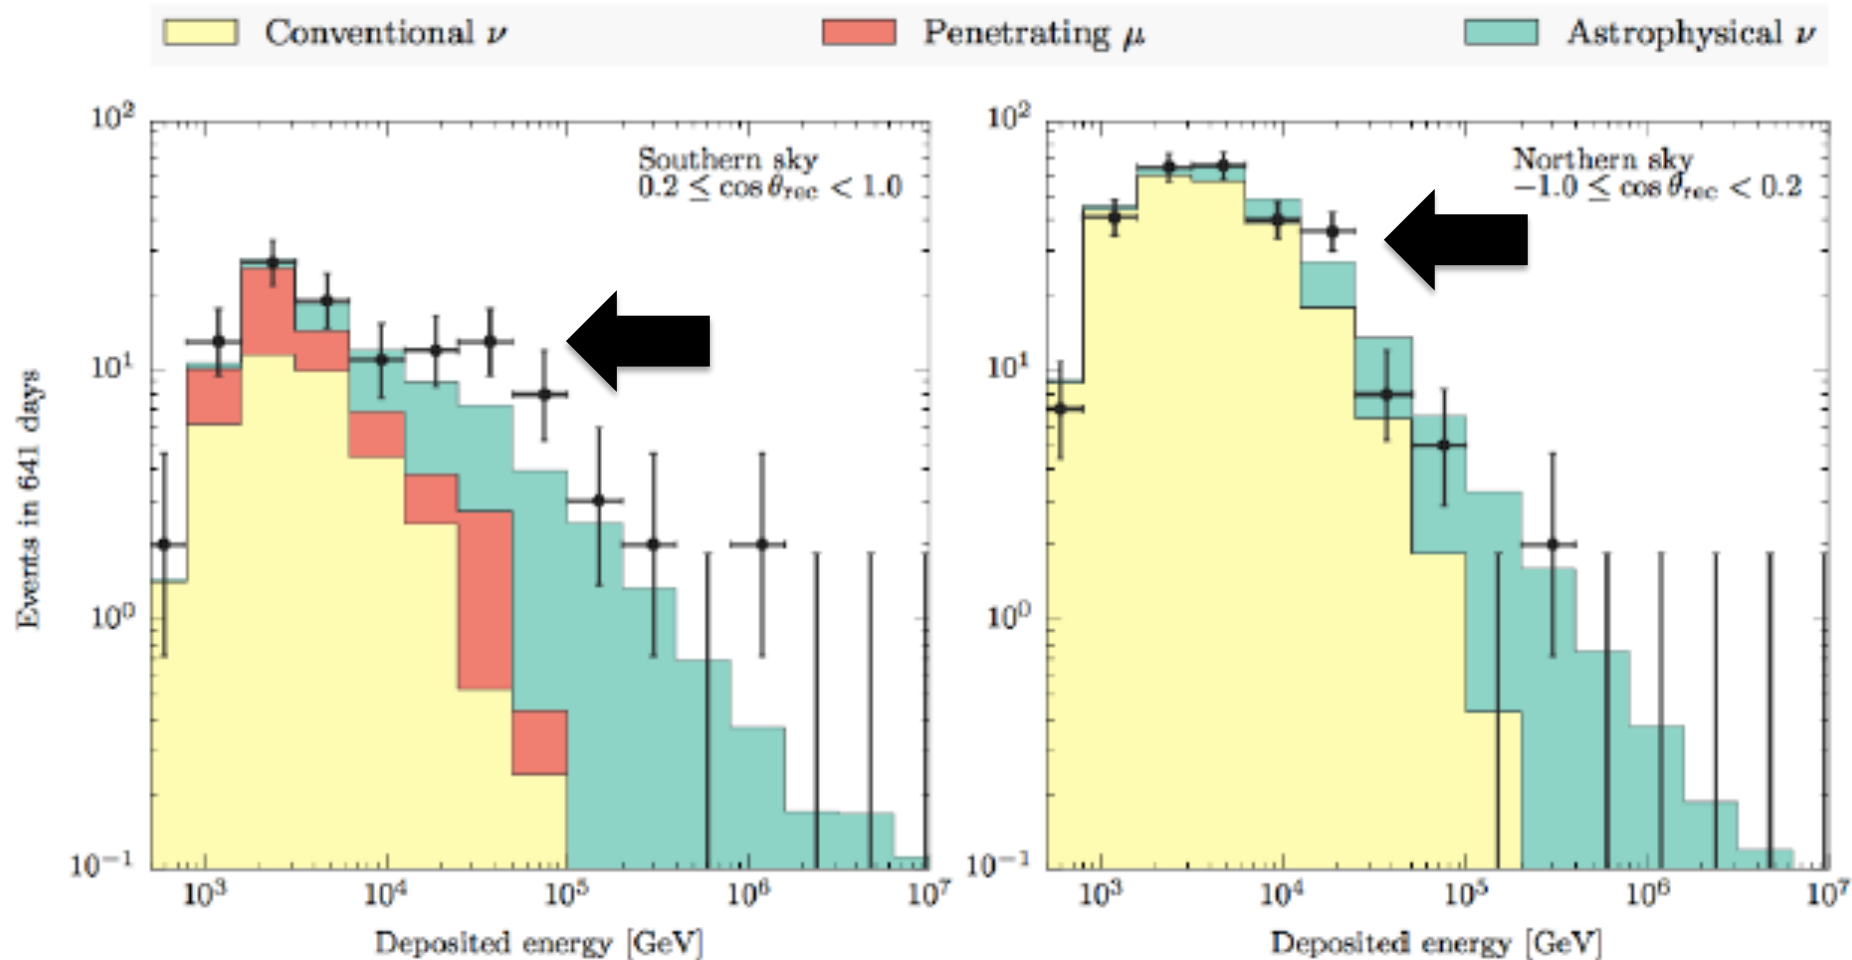 Conventional ν
Penetrating μ
Astrophysical ν
10²
10¹
10⁰
10⁻¹
Events in 641 days
Southern sky
0.2 ≤ cos θrec < 1.0
10³ 10⁴ 10⁵ 10⁶ 10⁷
Deposited energy [GeV]
10²
10¹
10⁰
10⁻¹
Northern sky
−1.0 ≤ cos θrec < 0.2
10³ 10⁴ 10⁵ 10⁶ 10⁷
Deposited energy [GeV]